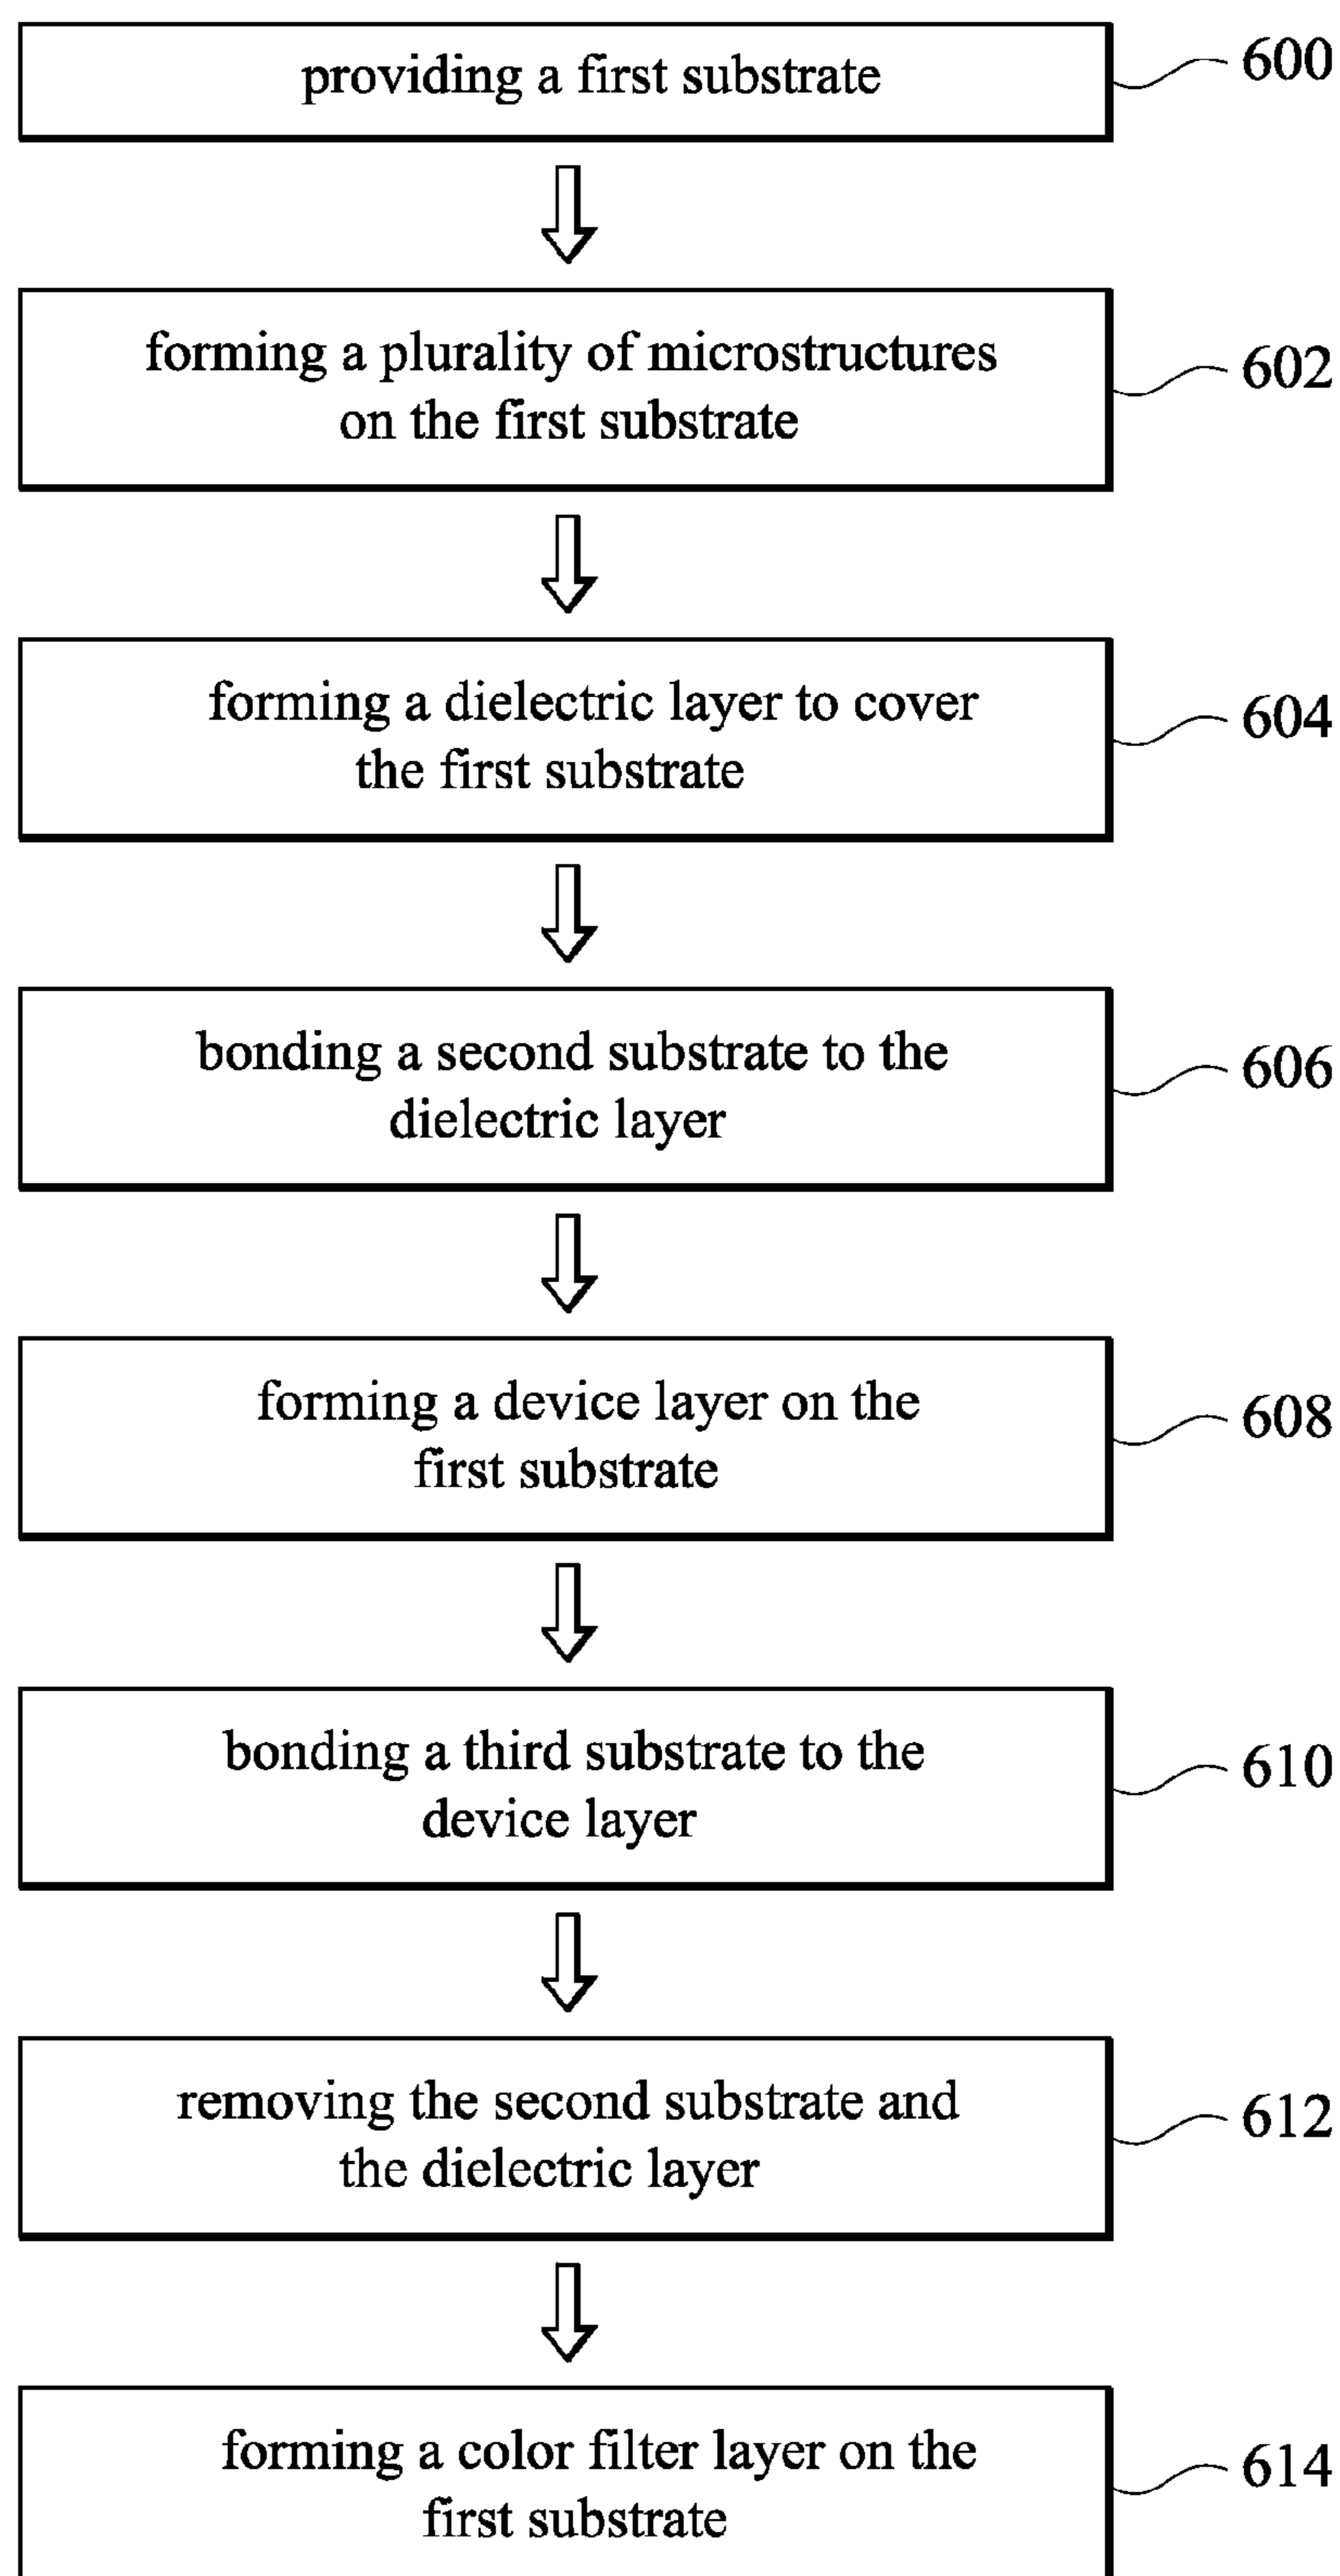 providing a first substrate
600
forming a plurality of microstructures
on the first substrate
602
forming a dielectric layer to cover
the first substrate
604
bonding a second substrate to the
dielectric layer
606
forming a device layer on the
first substrate
608
bonding a third substrate to the
device layer
610
removing the second substrate and
the dielectric layer
612
forming a color filter layer on the
first substrate
614